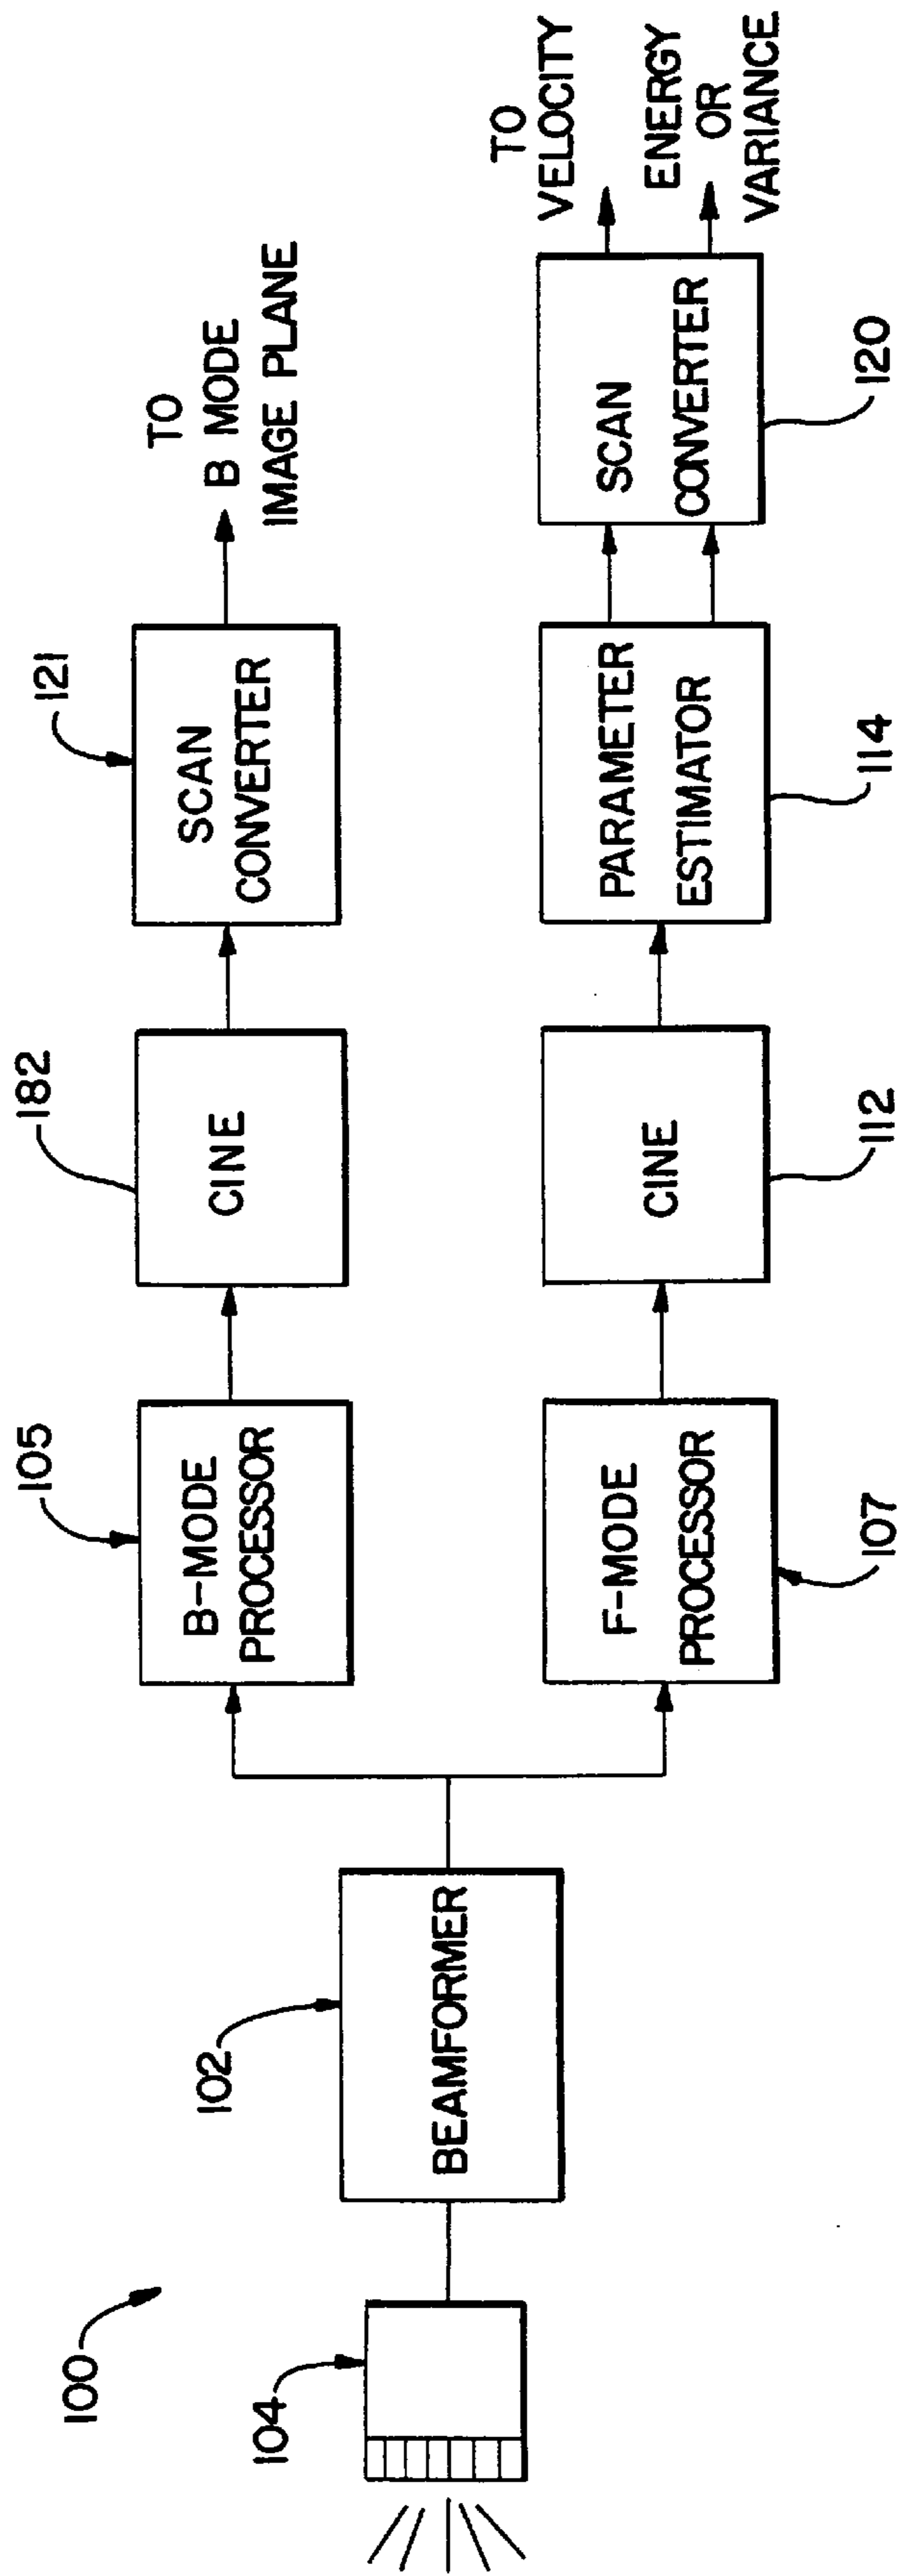 100
104
102
BEAMFORMER
105
B-MODE
PROCESSOR
182
CINE
121
SCAN
CONVERTER
TO
B MODE
IMAGE PLANE
F-MODE
PROCESSOR
107
CINE
112
PARAMETER
ESTIMATOR
114
SCAN
CONVERTER
120
TO
VELOCITY
ENERGY
OR
VARIANCE